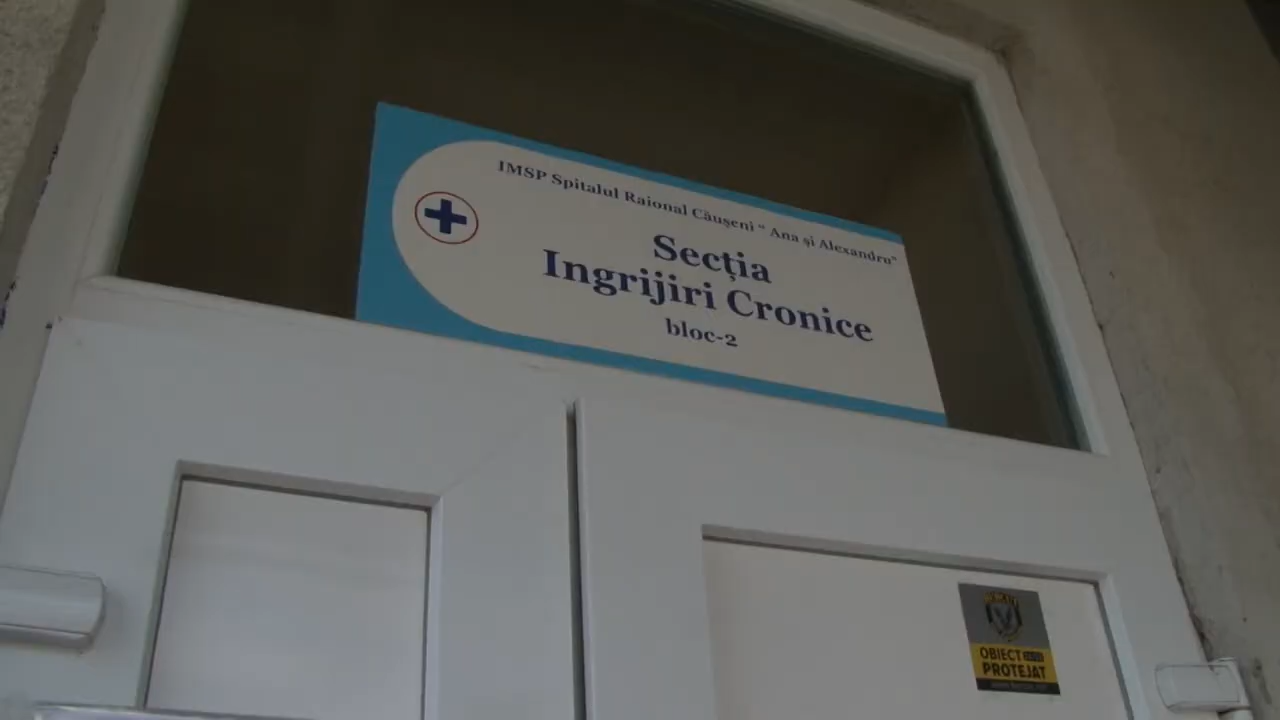 IMSP Spitalul Raional Căușeni “ Ana și Alexandru”
Secția
Ingrijiri Cronice
bloc-2
OBIECT
PROTEJAT